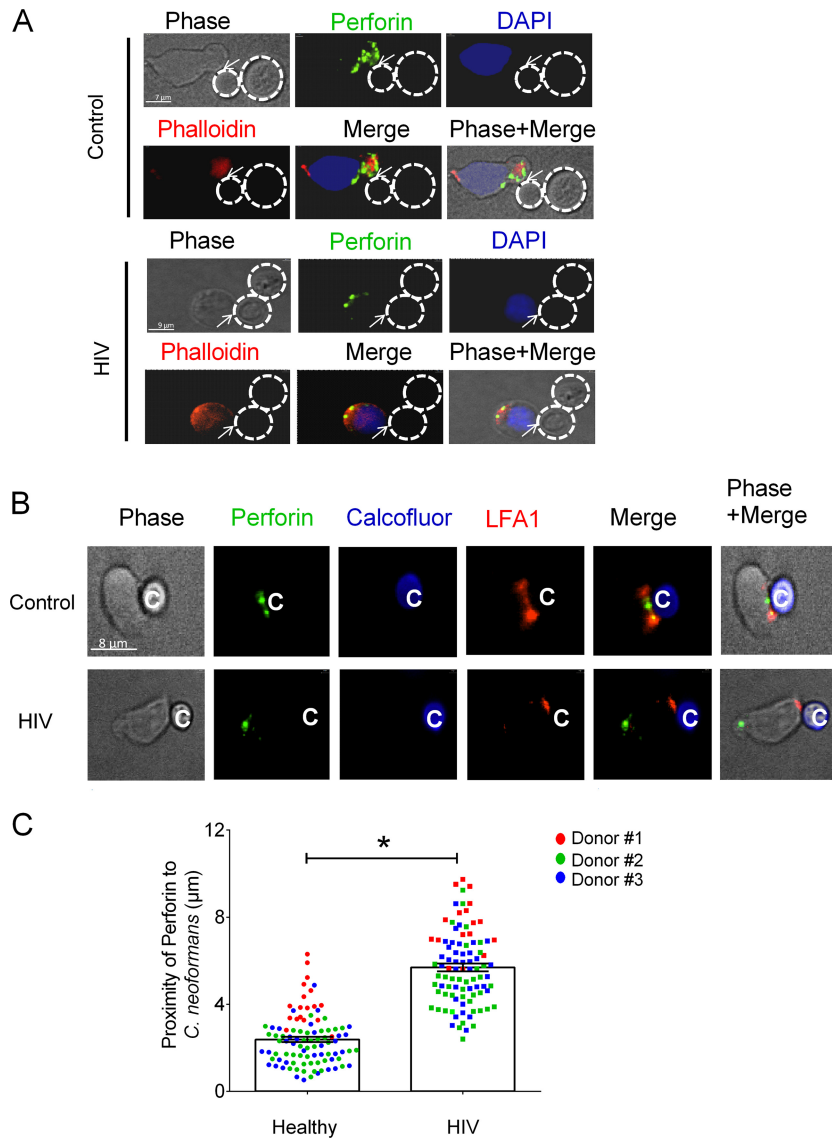 A
Phase Perforin DAPI
7 µm
Control
Phalloidin Merge Phase+Merge
Phase Perforin DAPI
9 µm
HIV
Phalloidin Merge Phase+Merge
B
Phase Perforin Calcofluor LFA1 Merge Phase
+Merge
Control
C C C C C C
8 µm
HIV
C C C C C C
C
Proximity of Perforin to
C. neoformans (µm)
12
8
4
0
*
Donor #1
Donor #2
Donor #3
Healthy HIV